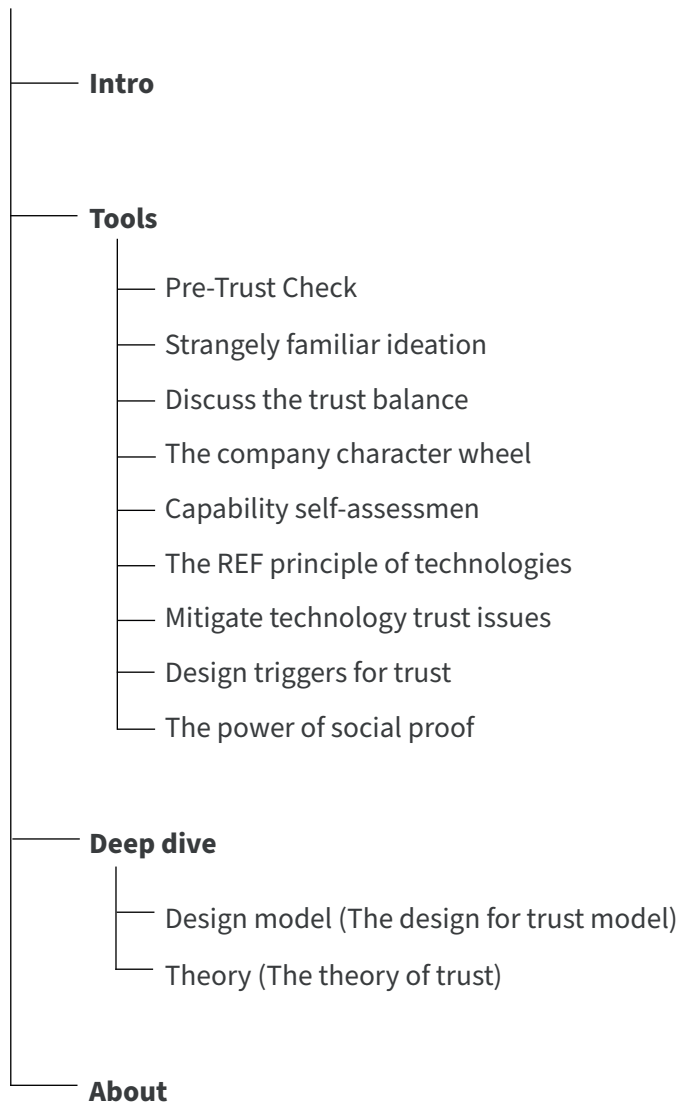 Intro
Tools
Pre-Trust Check
Strangely familiar ideation
Discuss the trust balance
The company character wheel
Capability self-assessmen
The REF principle of technologies
Mitigate technology trust issues
Design triggers for trust
The power of social proof
Deep dive
Design model (The design for trust model)
Theory (The theory of trust)
About